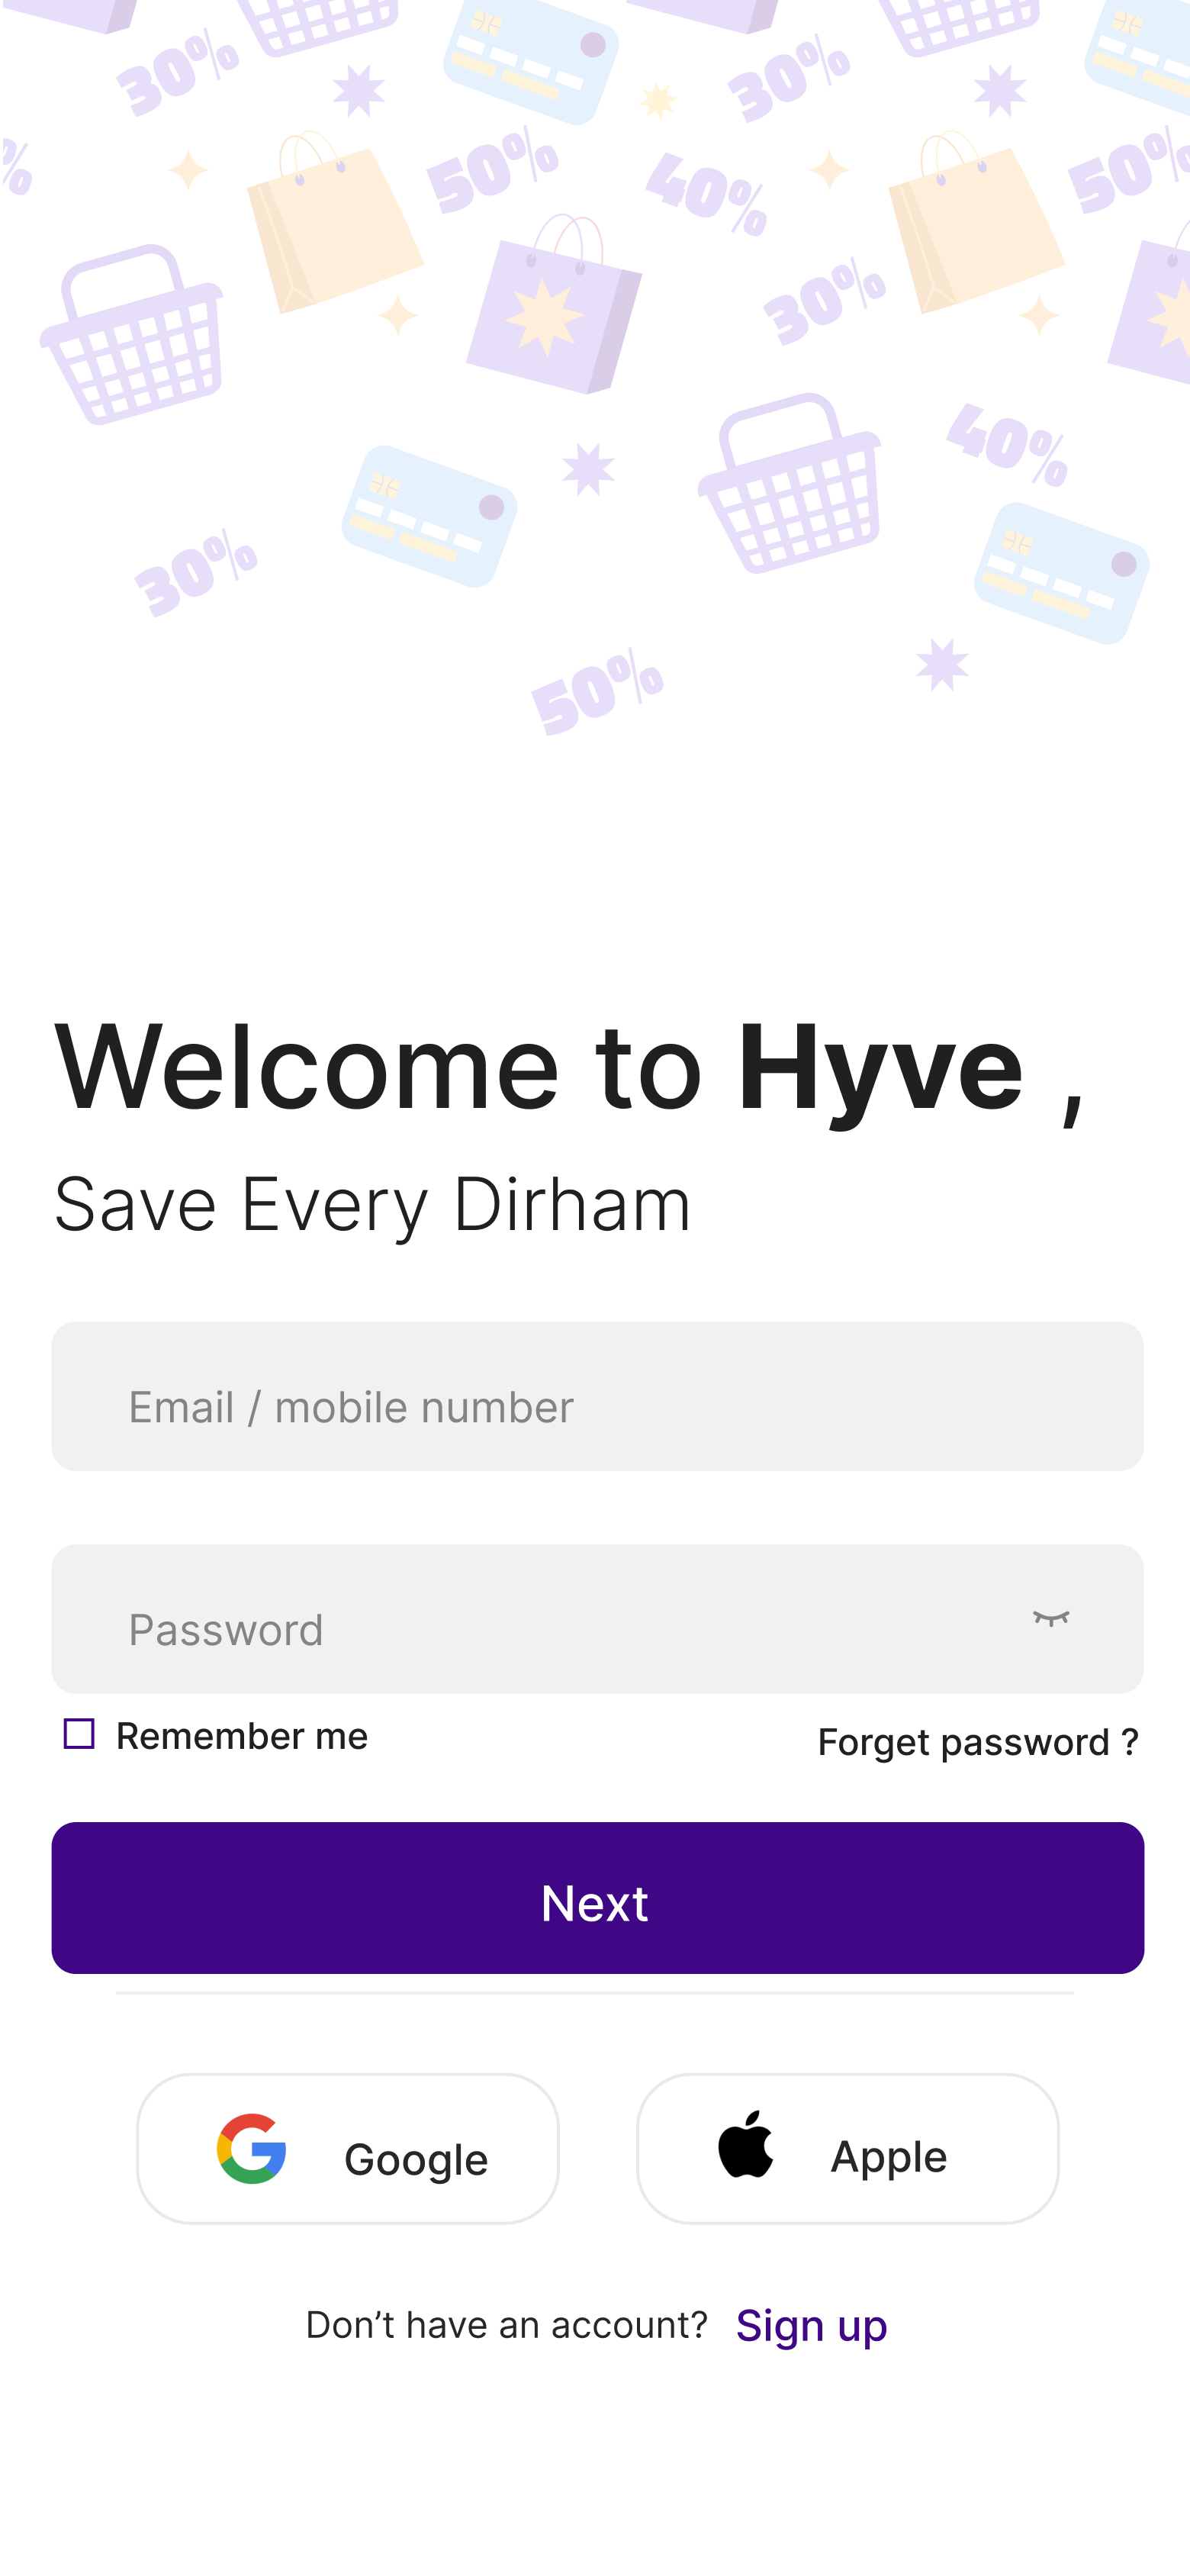 30%
30%
%
50%
40%
50%
30%
40%
30%
50%
Welcome to Hyve ,
Save Every Dirham
Email / mobile number
Password
Remember me
Forget password ?
Next
Google
Apple
Don’t have an account? Sign up